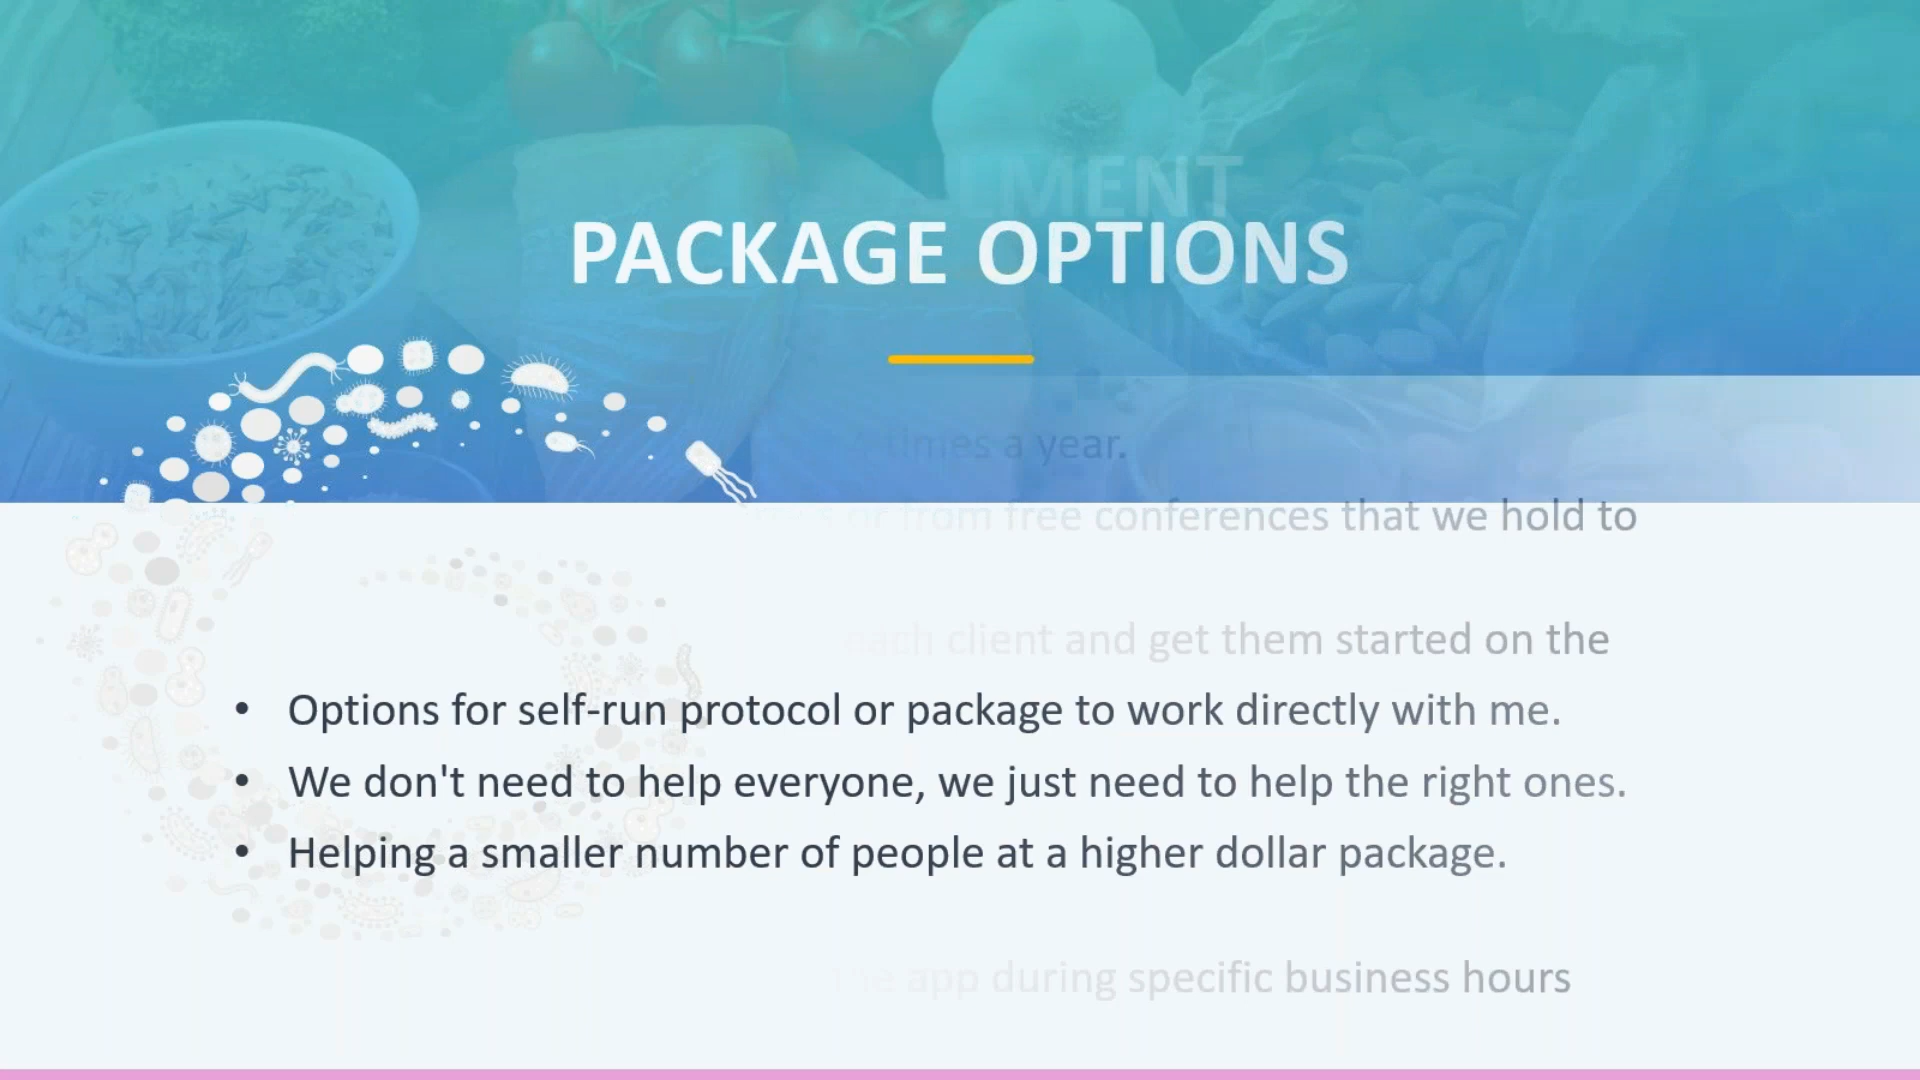 LMENT
PACKAGE OPTIONS
4 times a year.
or from free conferences that we hold to
each client and get them started on the
• Options for self-run protocol or package to work directly with me.
• We don't need to help everyone, we just need to help the right ones.
• Helping a smaller number of people at a higher dollar package.
the app during specific business hours